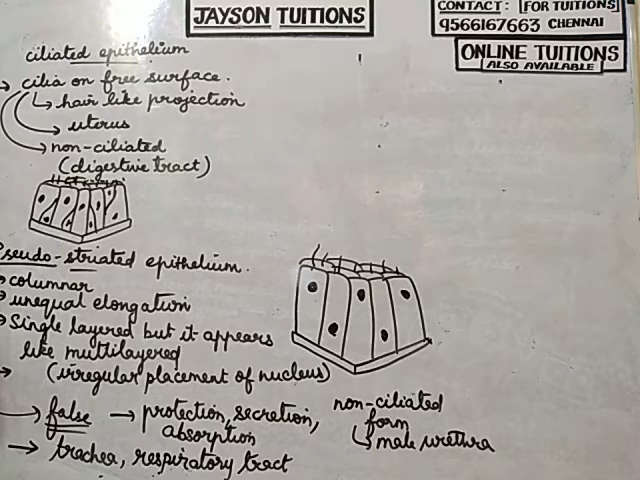 JAYSON TUITIONS
CONTACT: FOR TUITIONS
9566167663 CHENNAI
ONLINE TUITIONS
ALSO AVAILABLE
ciliated epithelium
→ cilia on free surface.
↳ hair like projection
→ uterus
→ non-ciliated
(digestive tract)
Pseudo-striated epithelium.
→ columnar
→ unequal elongation
→ Single layered but it appears
like multilayered
→ (irregular placement of nucleus)
→ false → protection, secretion,
absorption
→ trachea, respiratory tract
non-ciliated
form
↳ male urethra